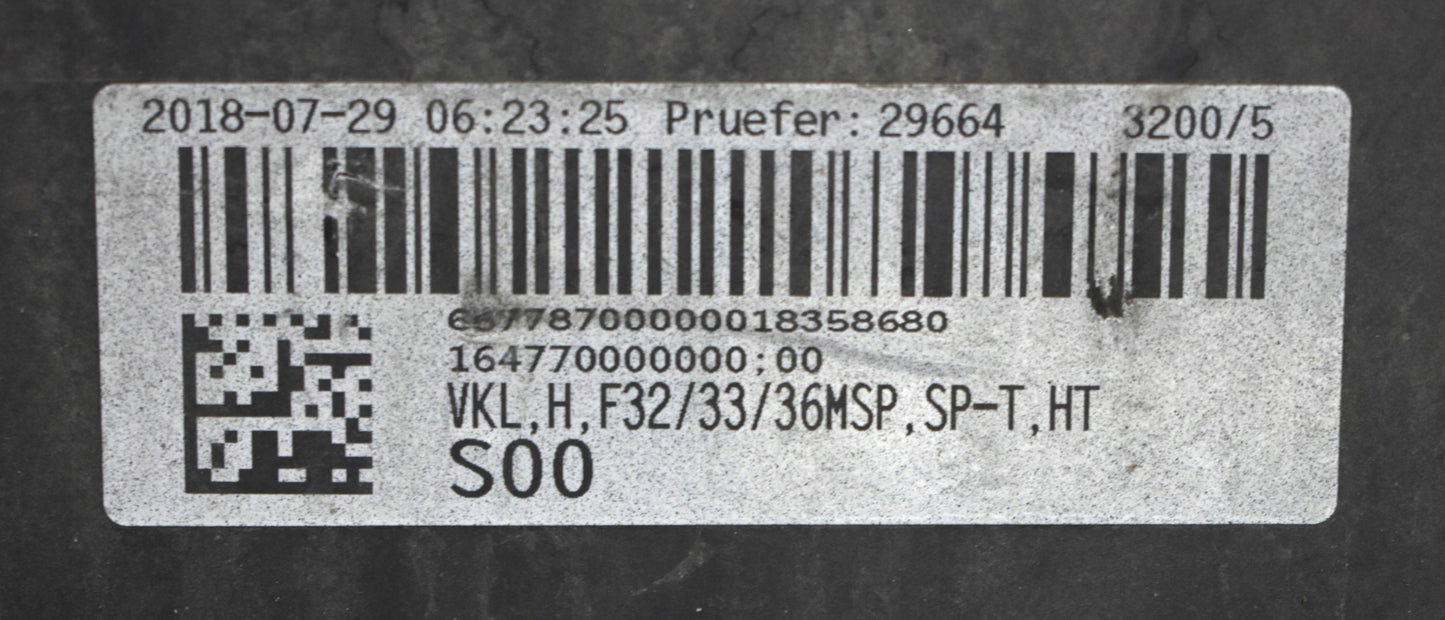 2018-07-29 06:23:25 Pruefer: 29664 3200/5
164770000000;00
VKL,H,F32/33/36MSP,SP-T,HT
S00